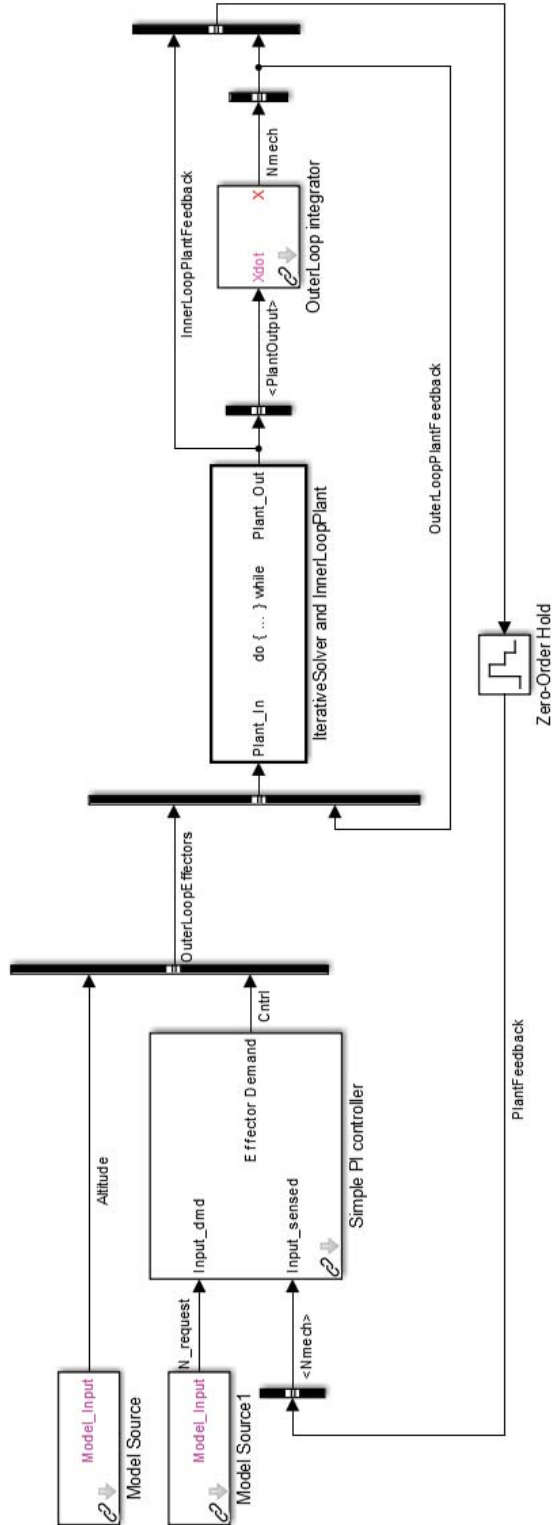 Model_Input
Model Source
Altitude
Model_Input
Model Source1
N_request
Input_dmd
Effector Demand
Input_sensed
Simple PI controller
<Nmech>
Cntrl
OuterLoopEffectors
Plant_In
do { ... } while
Plant_Out
IterativeSolver and InnerLoopPlant
InnerLoopPlantFeedback
<PlantOutput>
Xdot
X
OuterLoop integrator
Nmech
OuterLoopPlantFeedback
Zero-Order Hold
PlantFeedback